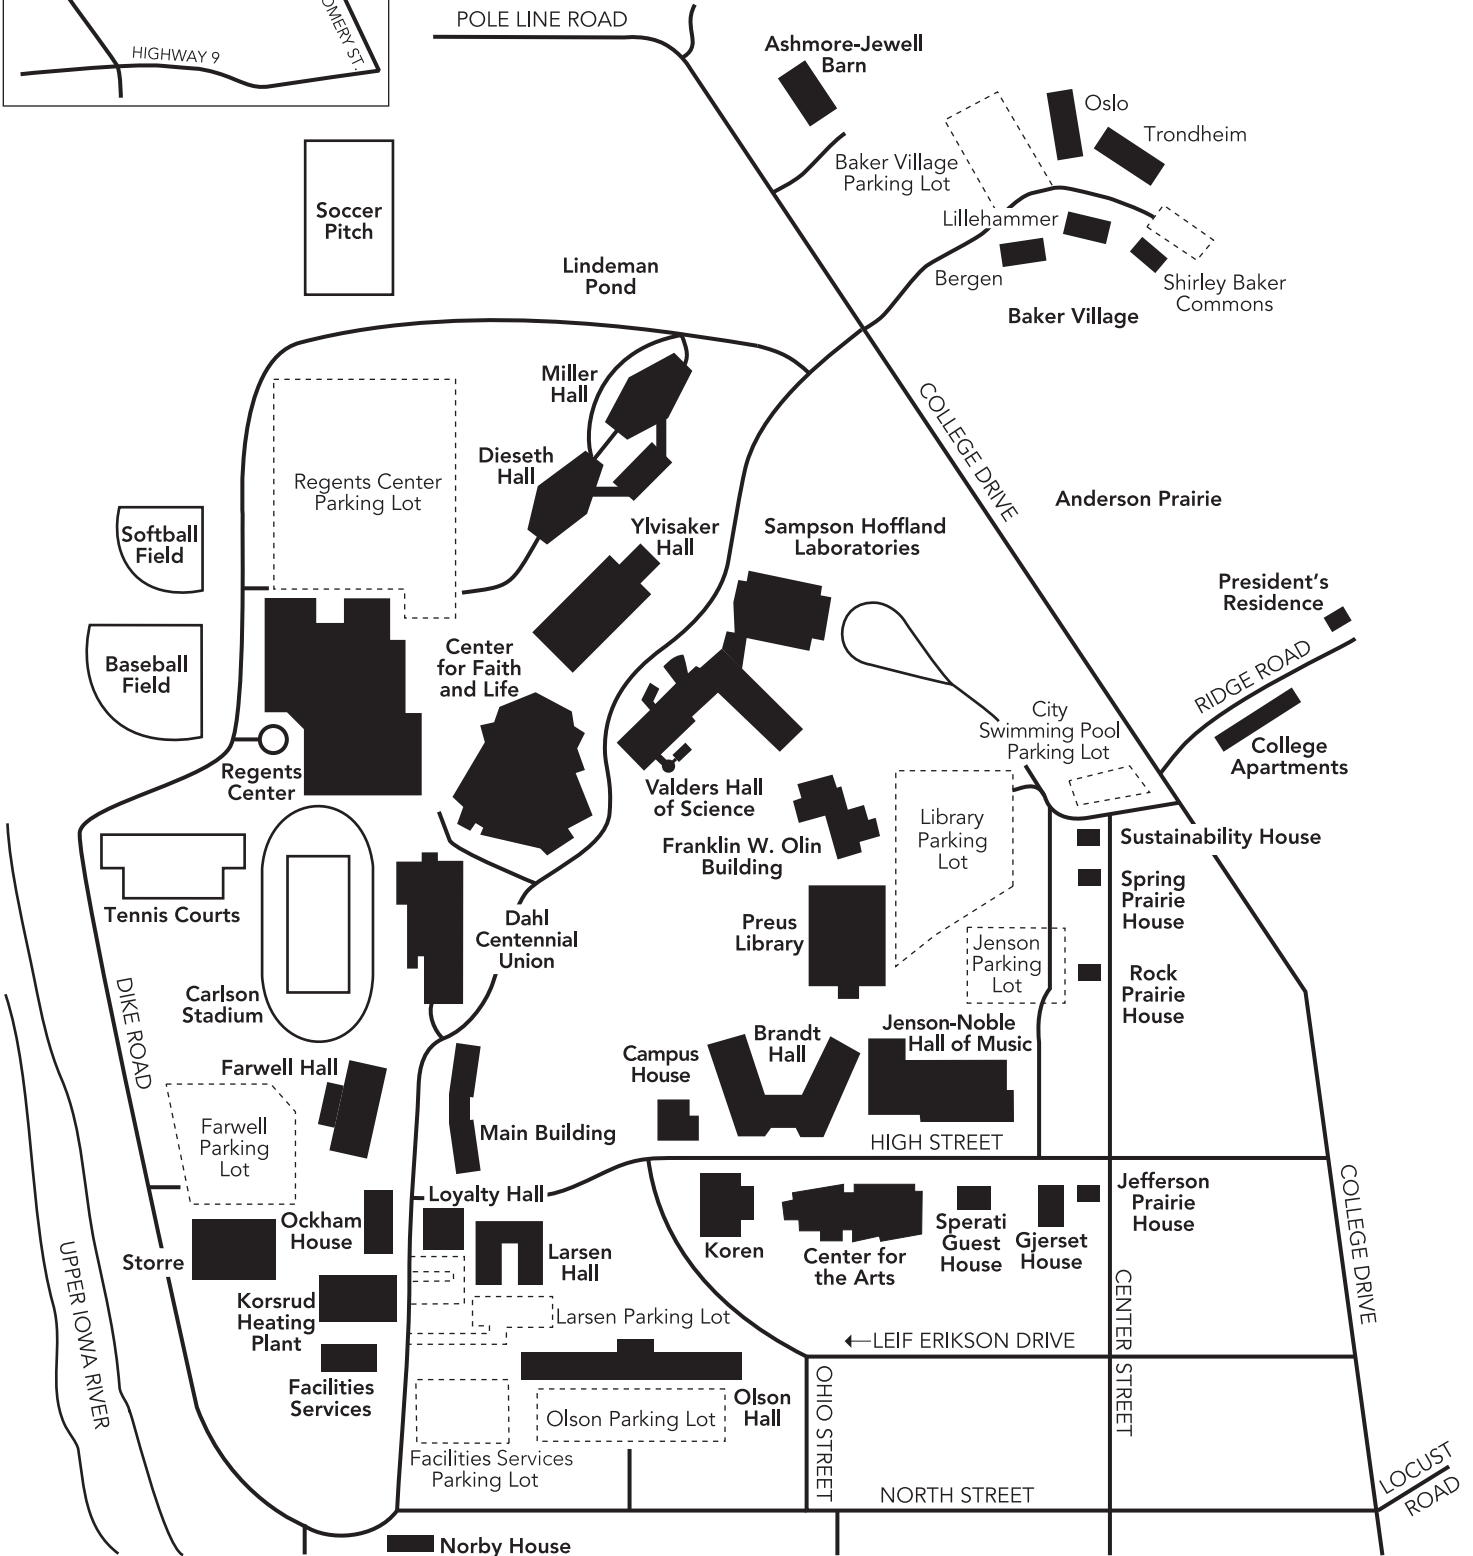 POLE LINE ROAD
OMERY ST.
HIGHWAY 9
Ashmore-Jewell
Barn
Oslo
Trondheim
Baker Village
Parking Lot
Soccer
Pitch
Lillehammer
Bergen
Shirley Baker
Commons
Baker Village
Lindeman
Pond
Miller
Hall
COLLEGE DRIVE
Dieseth
Hall
Regents Center
Parking Lot
Anderson Prairie
Softball
Field
Ylvisaker
Hall
Sampson Hoffland
Laboratories
President's
Residence
Baseball
Field
Center
for Faith
and Life
RIDGE ROAD
City
Swimming Pool
Parking Lot
College
Apartments
Regents
Center
Valders Hall
of Science
Library
Parking
Lot
Franklin W. Olin
Building
Sustainability House
Spring
Prairie
House
Tennis Courts
Dahl
Centennial
Union
Preus
Library
Jenson
Parking
Lot
Rock
Prairie
House
Carlson
Stadium
DIKE ROAD
Jenson-Noble
Hall of Music
Brandt
Hall
Campus
House
Farwell Hall
Farwell
Parking
Lot
Main Building
HIGH STREET
Loyalty Hall
Jefferson
Prairie
House
Ockham
House
Storre
Larsen
Hall
Koren
Center for
the Arts
Sperati
Guest
House
Gjerset
House
COLLEGE DRIVE
UPPER IOWA RIVER
Korsrud
Heating
Plant
Larsen Parking Lot
CENTER STREET
←LEIF ERIKSON DRIVE
Facilities
Services
Olson
Hall
Olson Parking Lot
OHIO STREET
Facilities Services
Parking Lot
NORTH STREET
LOCUST
ROAD
Norby House